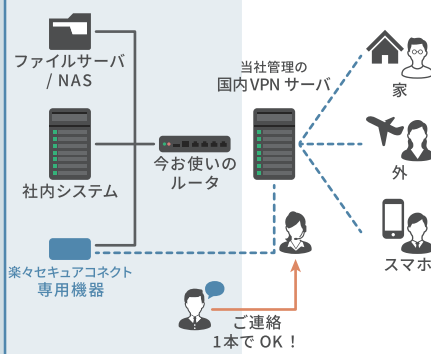 ファイルサーバ
/ NAS
当社管理の
国内VPN サーバ
家
今お使いの
ルータ
社内システム
外
楽々セキュアコネクト
専用機器
スマホ
ご連絡
1本で OK！